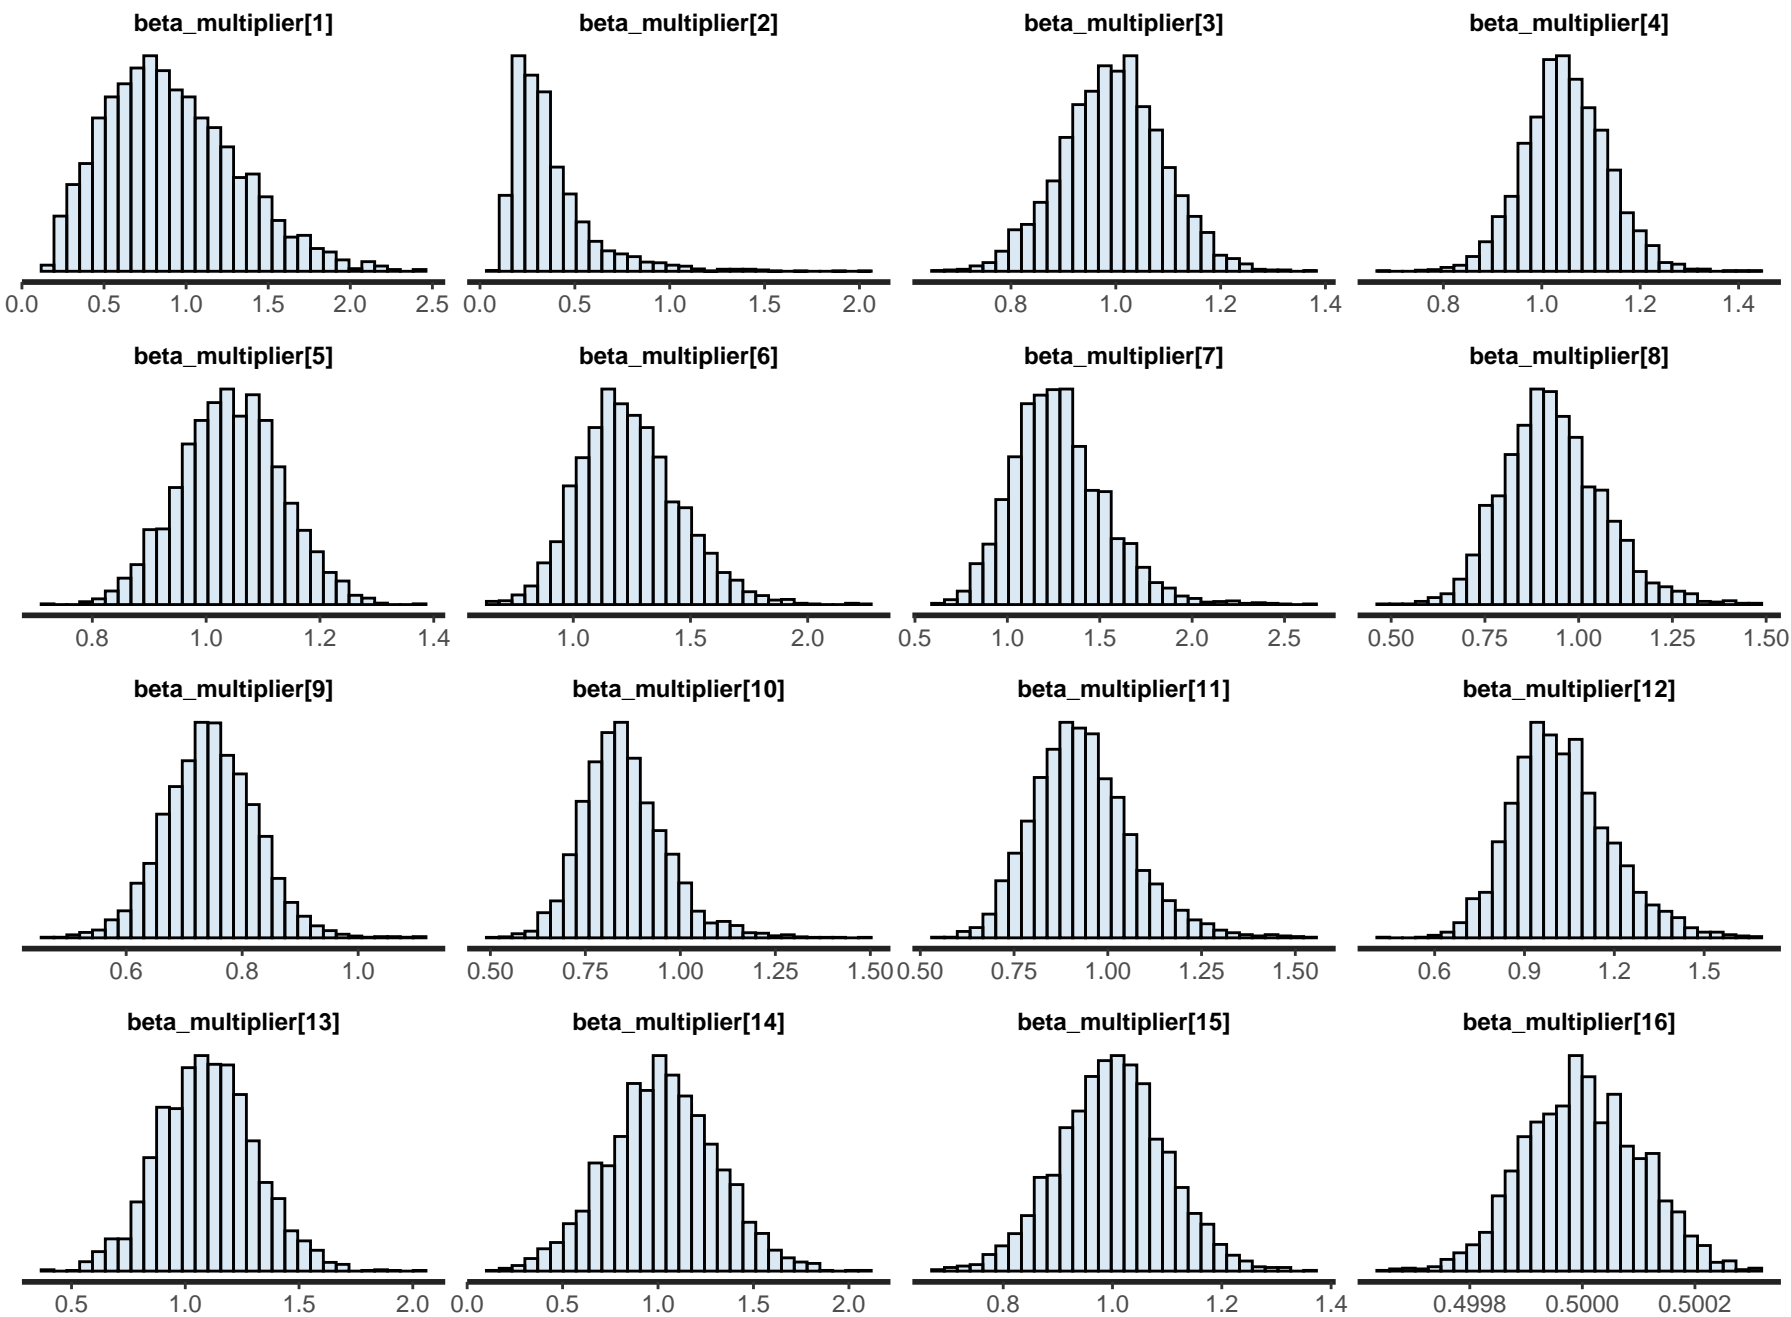 beta_multiplier[1] beta_multiplier[2] beta_multiplier[3] beta_multiplier[4]
0.0 0.5 1.0 1.5 2.0 2.5 0.0 0.5 1.0 1.5 2.0 0.8 1.0 1.2 1.4 0.8 1.0 1.2 1.4
beta_multiplier[5] beta_multiplier[6] beta_multiplier[7] beta_multiplier[8]
0.8 1.0 1.2 1.4 1.0 1.5 2.0 0.5 1.0 1.5 2.0 2.5 0.50 0.75 1.00 1.25 1.50
beta_multiplier[9] beta_multiplier[10] beta_multiplier[11] beta_multiplier[12]
0.6 0.8 1.0 0.50 0.75 1.00 1.25 1.50 0.50 0.75 1.00 1.25 1.50 0.6 0.9 1.2 1.5
beta_multiplier[13] beta_multiplier[14] beta_multiplier[15] beta_multiplier[16]
0.5 1.0 1.5 2.0 0.0 0.5 1.0 1.5 2.0 0.8 1.0 1.2 1.4 0.4998 0.5000 0.5002